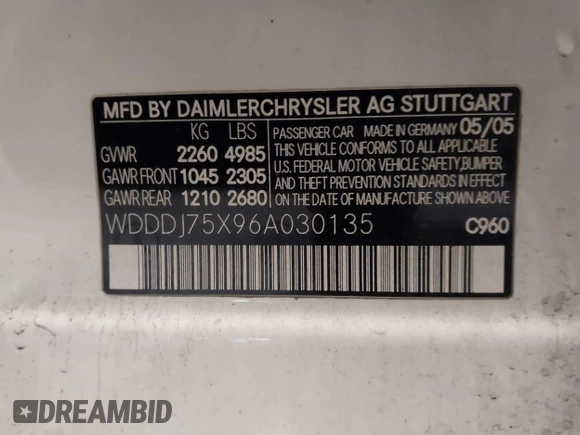 MFD BY DAIMLERCHRYSLER AG STUTTGART
KG LBS
GVWR 2260 4985
GAWR FRONT 1045 2305
GAWR REAR 1210 2680
PASSENGER CAR MADE IN GERMANY 05/05
THIS VEHICLE CONFORMS TO ALL APPLICABLE
U.S. FEDERAL MOTOR VEHICLE SAFETY,BUMPER
AND THEFT PREVENTION STANDARDS IN EFFECT
ON THE DATE OF MANUFACTURE SHOWN ABOVE
WDDDJ75X96A030135 C960
DREAMBID